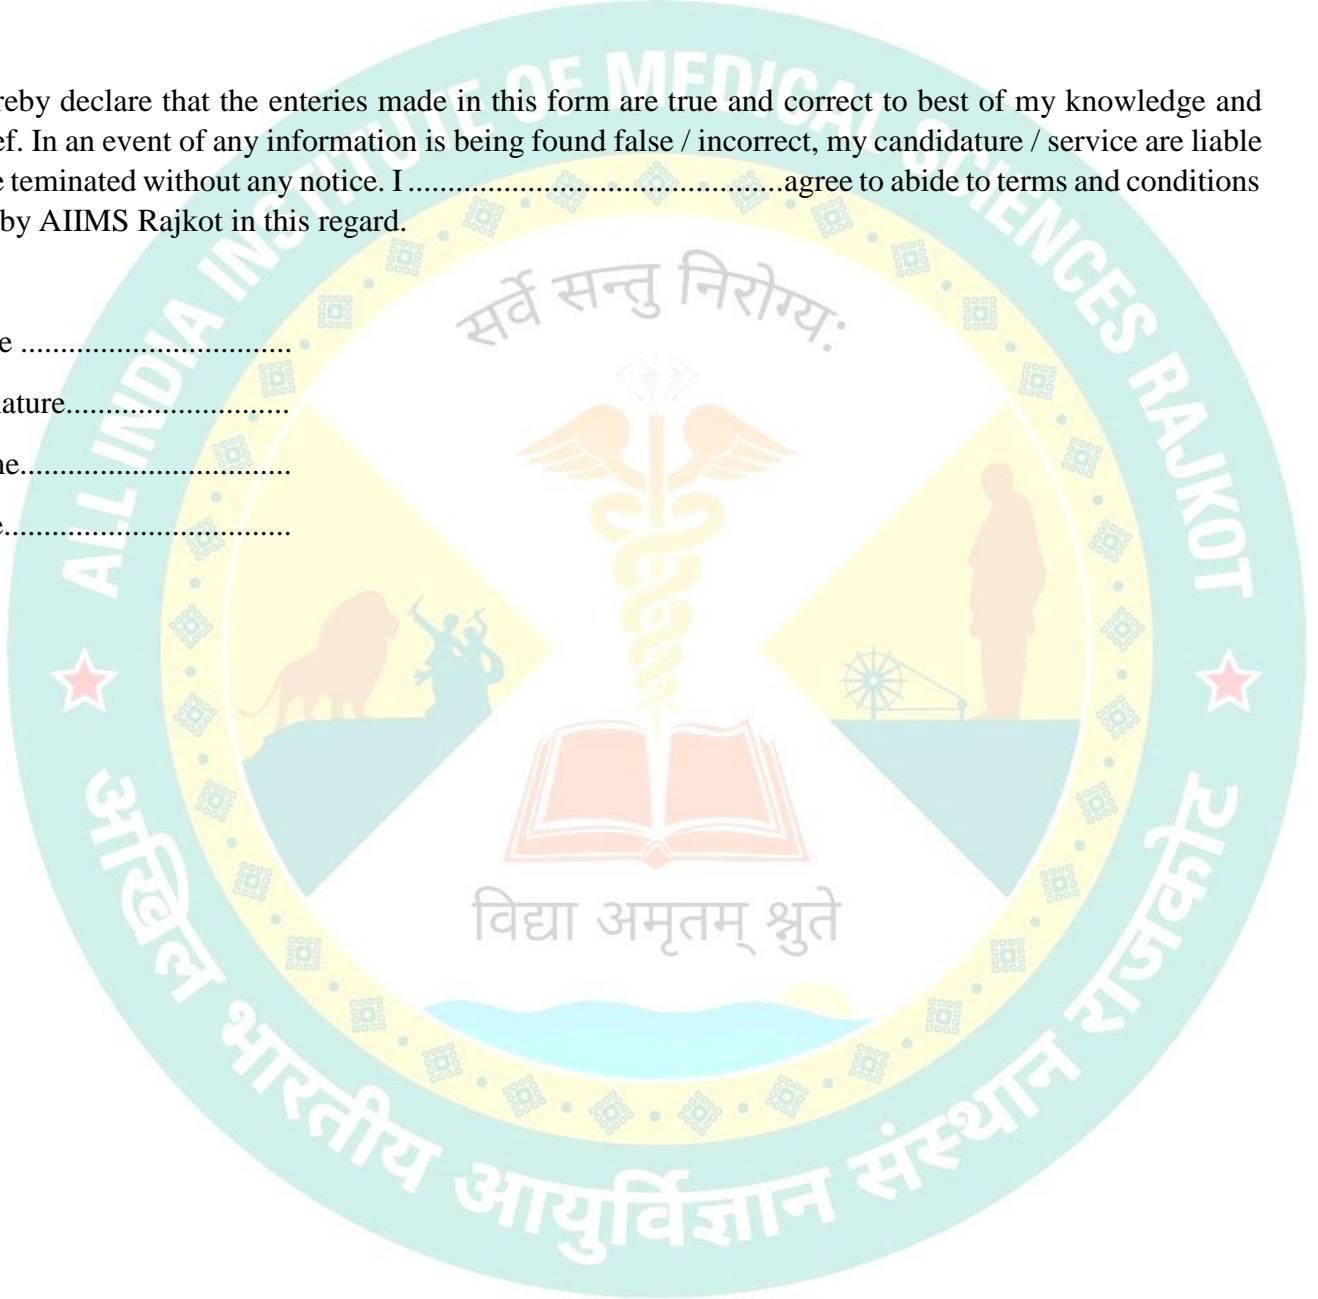 reby declare that the enteries made in this form are true and correct to best of my knowledge and
ef. In an event of any information is being found false / incorrect, my candidature / service are liable
e teminated without any notice. I ...............................................agree to abide to terms and conditions
by AIIMS Rajkot in this regard.
e ..................................
ature............................
ne..................................
e....................................
ALL INDIA INSTITUTE OF MEDICAL SCIENCES RAJKOT
सर्वे सन्तु निरोग्य:
विद्या अमृतम् श्नुते
अखिल भारतीय आयुर्विज्ञान संस्थान राजकोट